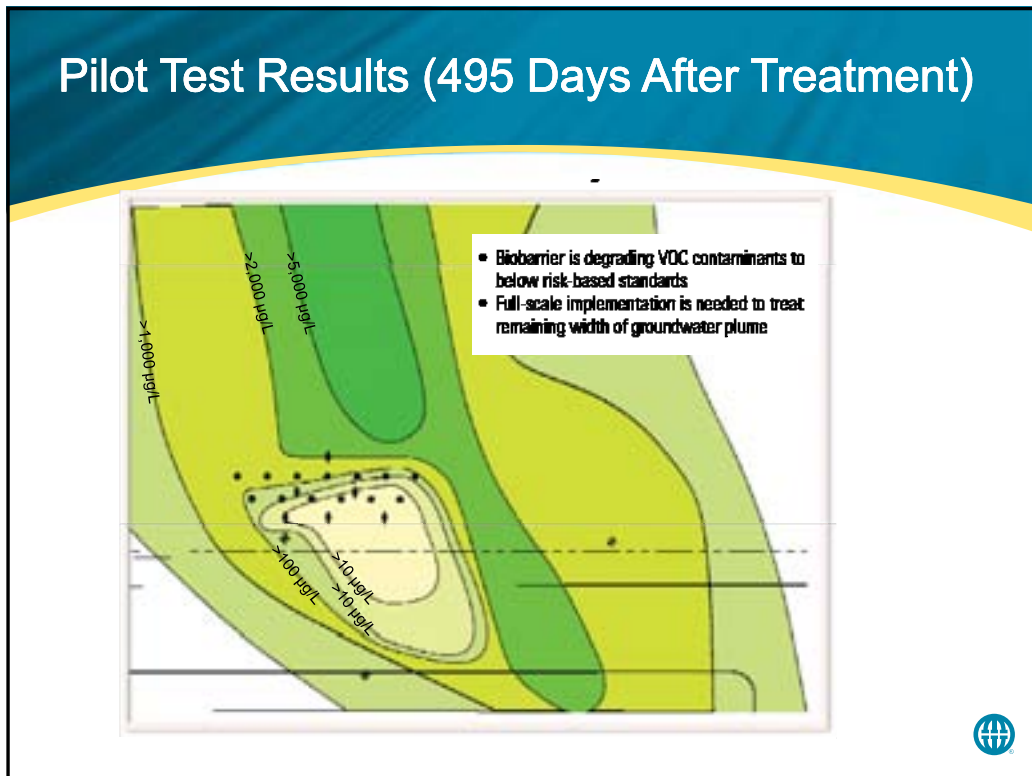 Pilot Test Results (495 Days After Treatment)
• Biobarrier is degrading VOC contaminants to
below risk-based standards
• Full-scale implementation is needed to treat
remaining width of groundwater plume
>1,000 µg/L
>2,000 µg/L
>5,000 µg/L
>100 µg/L
>10 µg/L
>10 µg/L